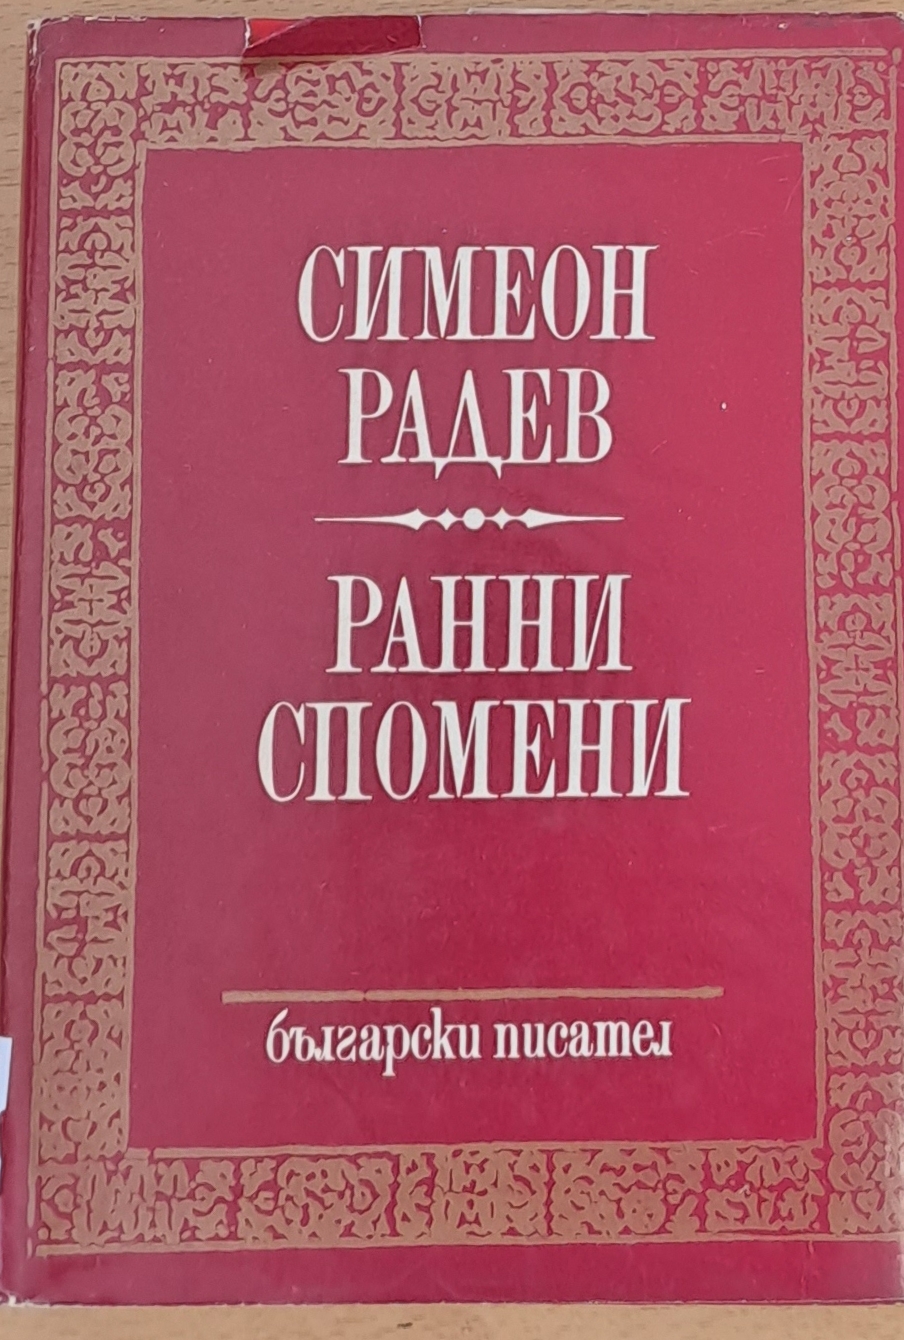 СИМЕОН
РАДЕВ
РАННИ
СПОМЕНИ
български писател